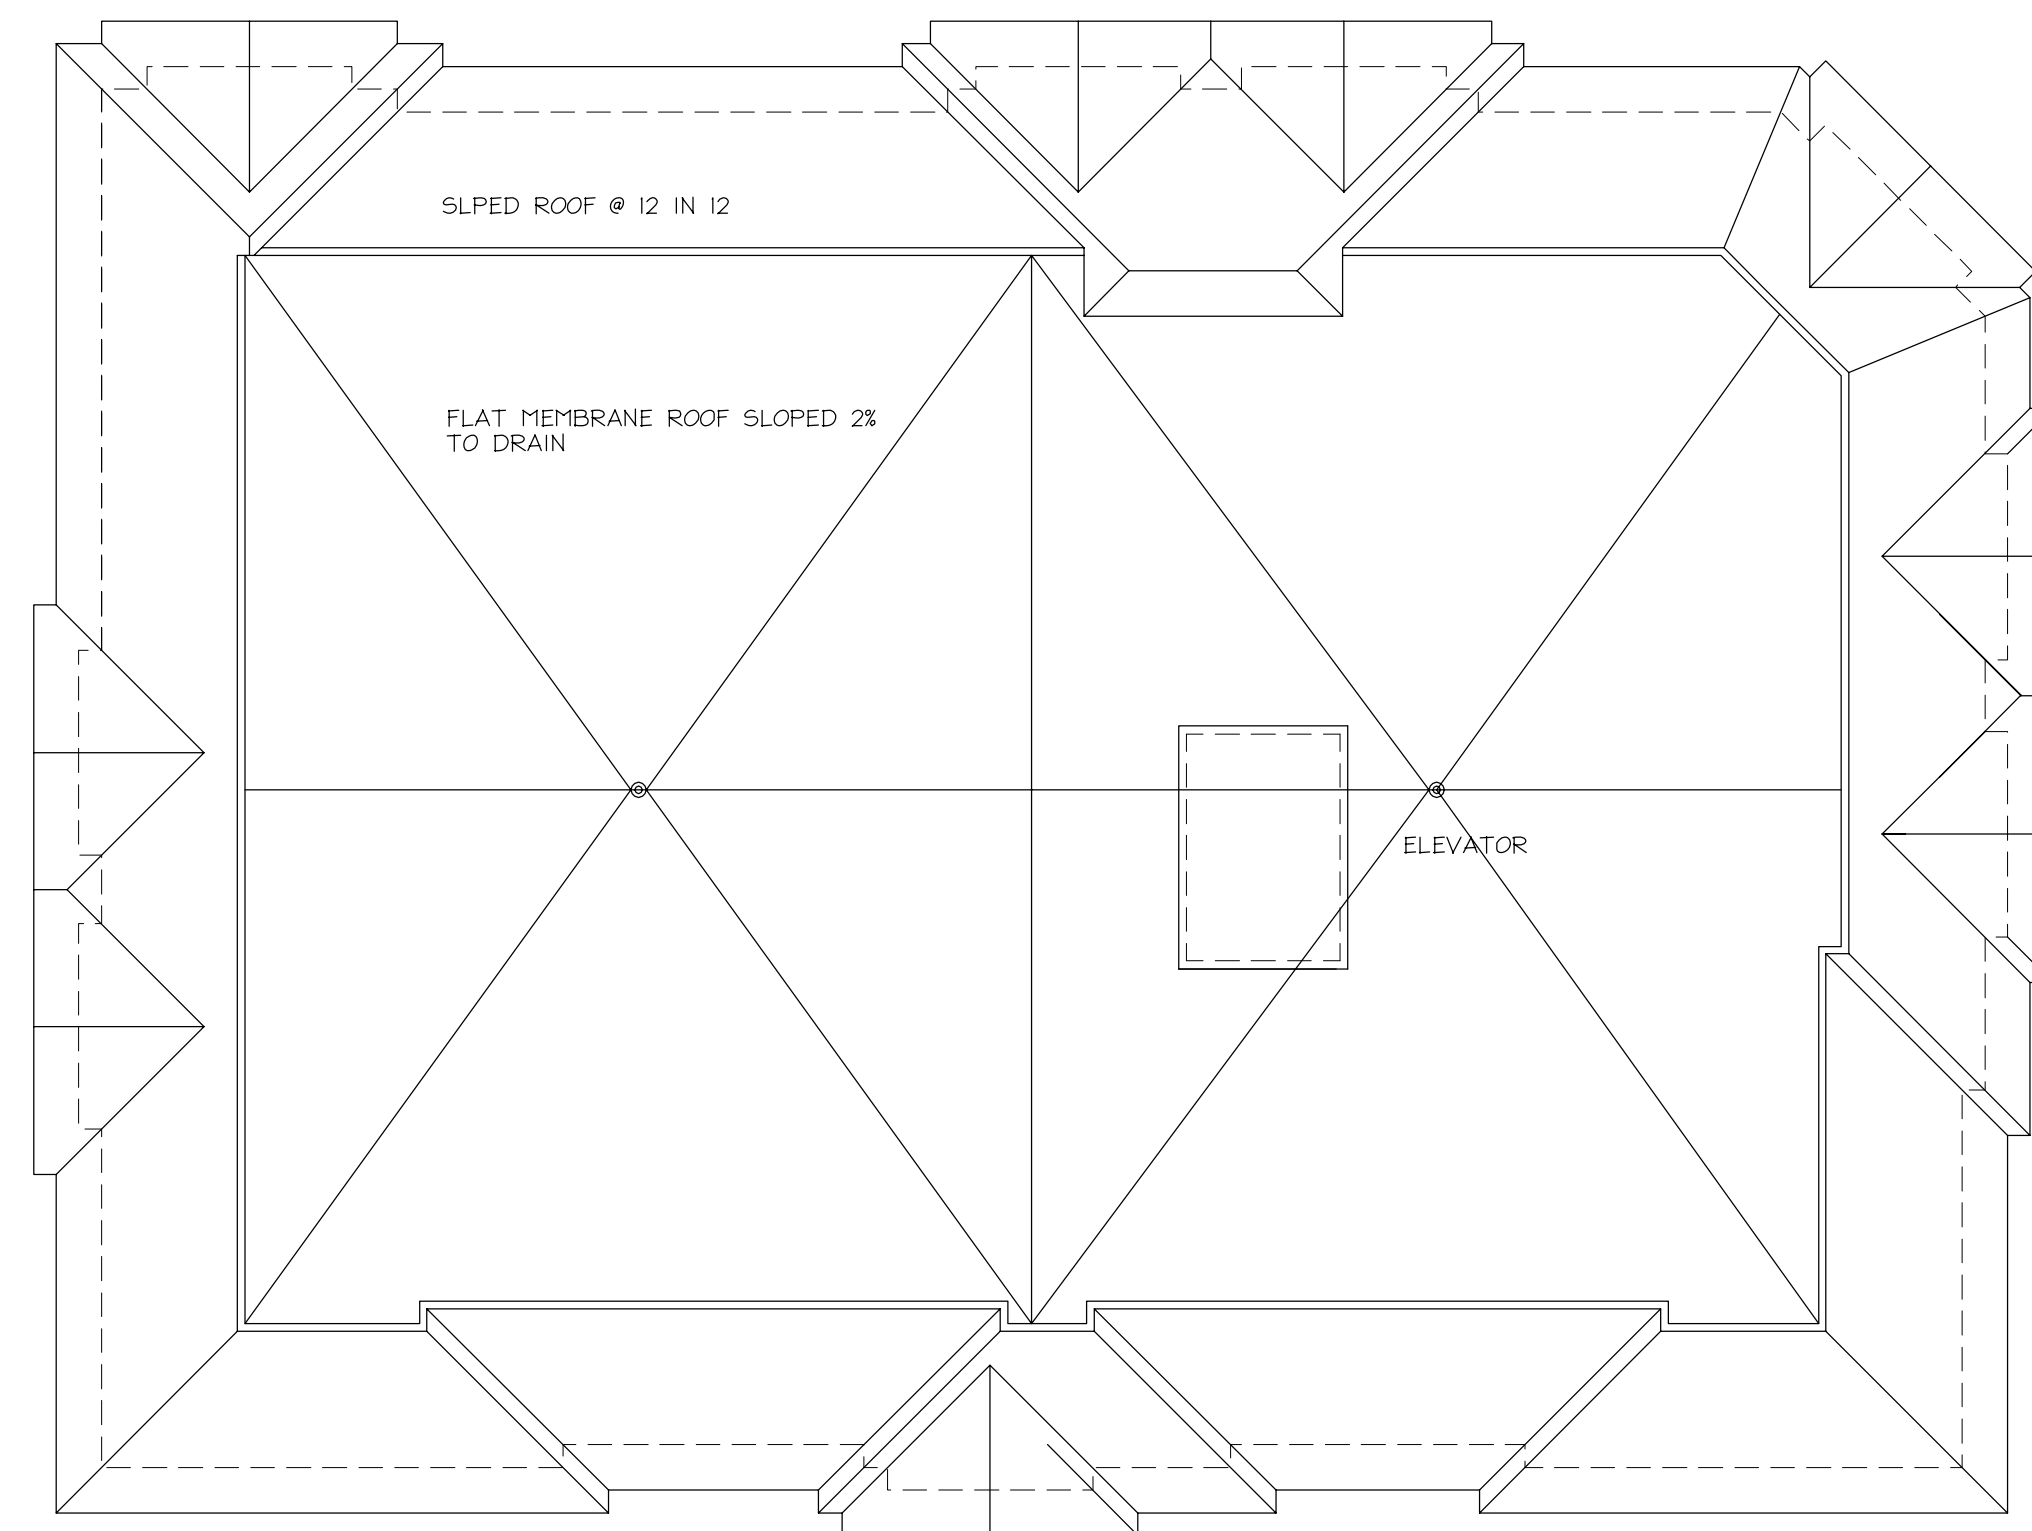 SLPED ROOF @ 12 IN 12
FLAT MEMBRANE ROOF SLOPED 2%
TO DRAIN
ELEVATOR